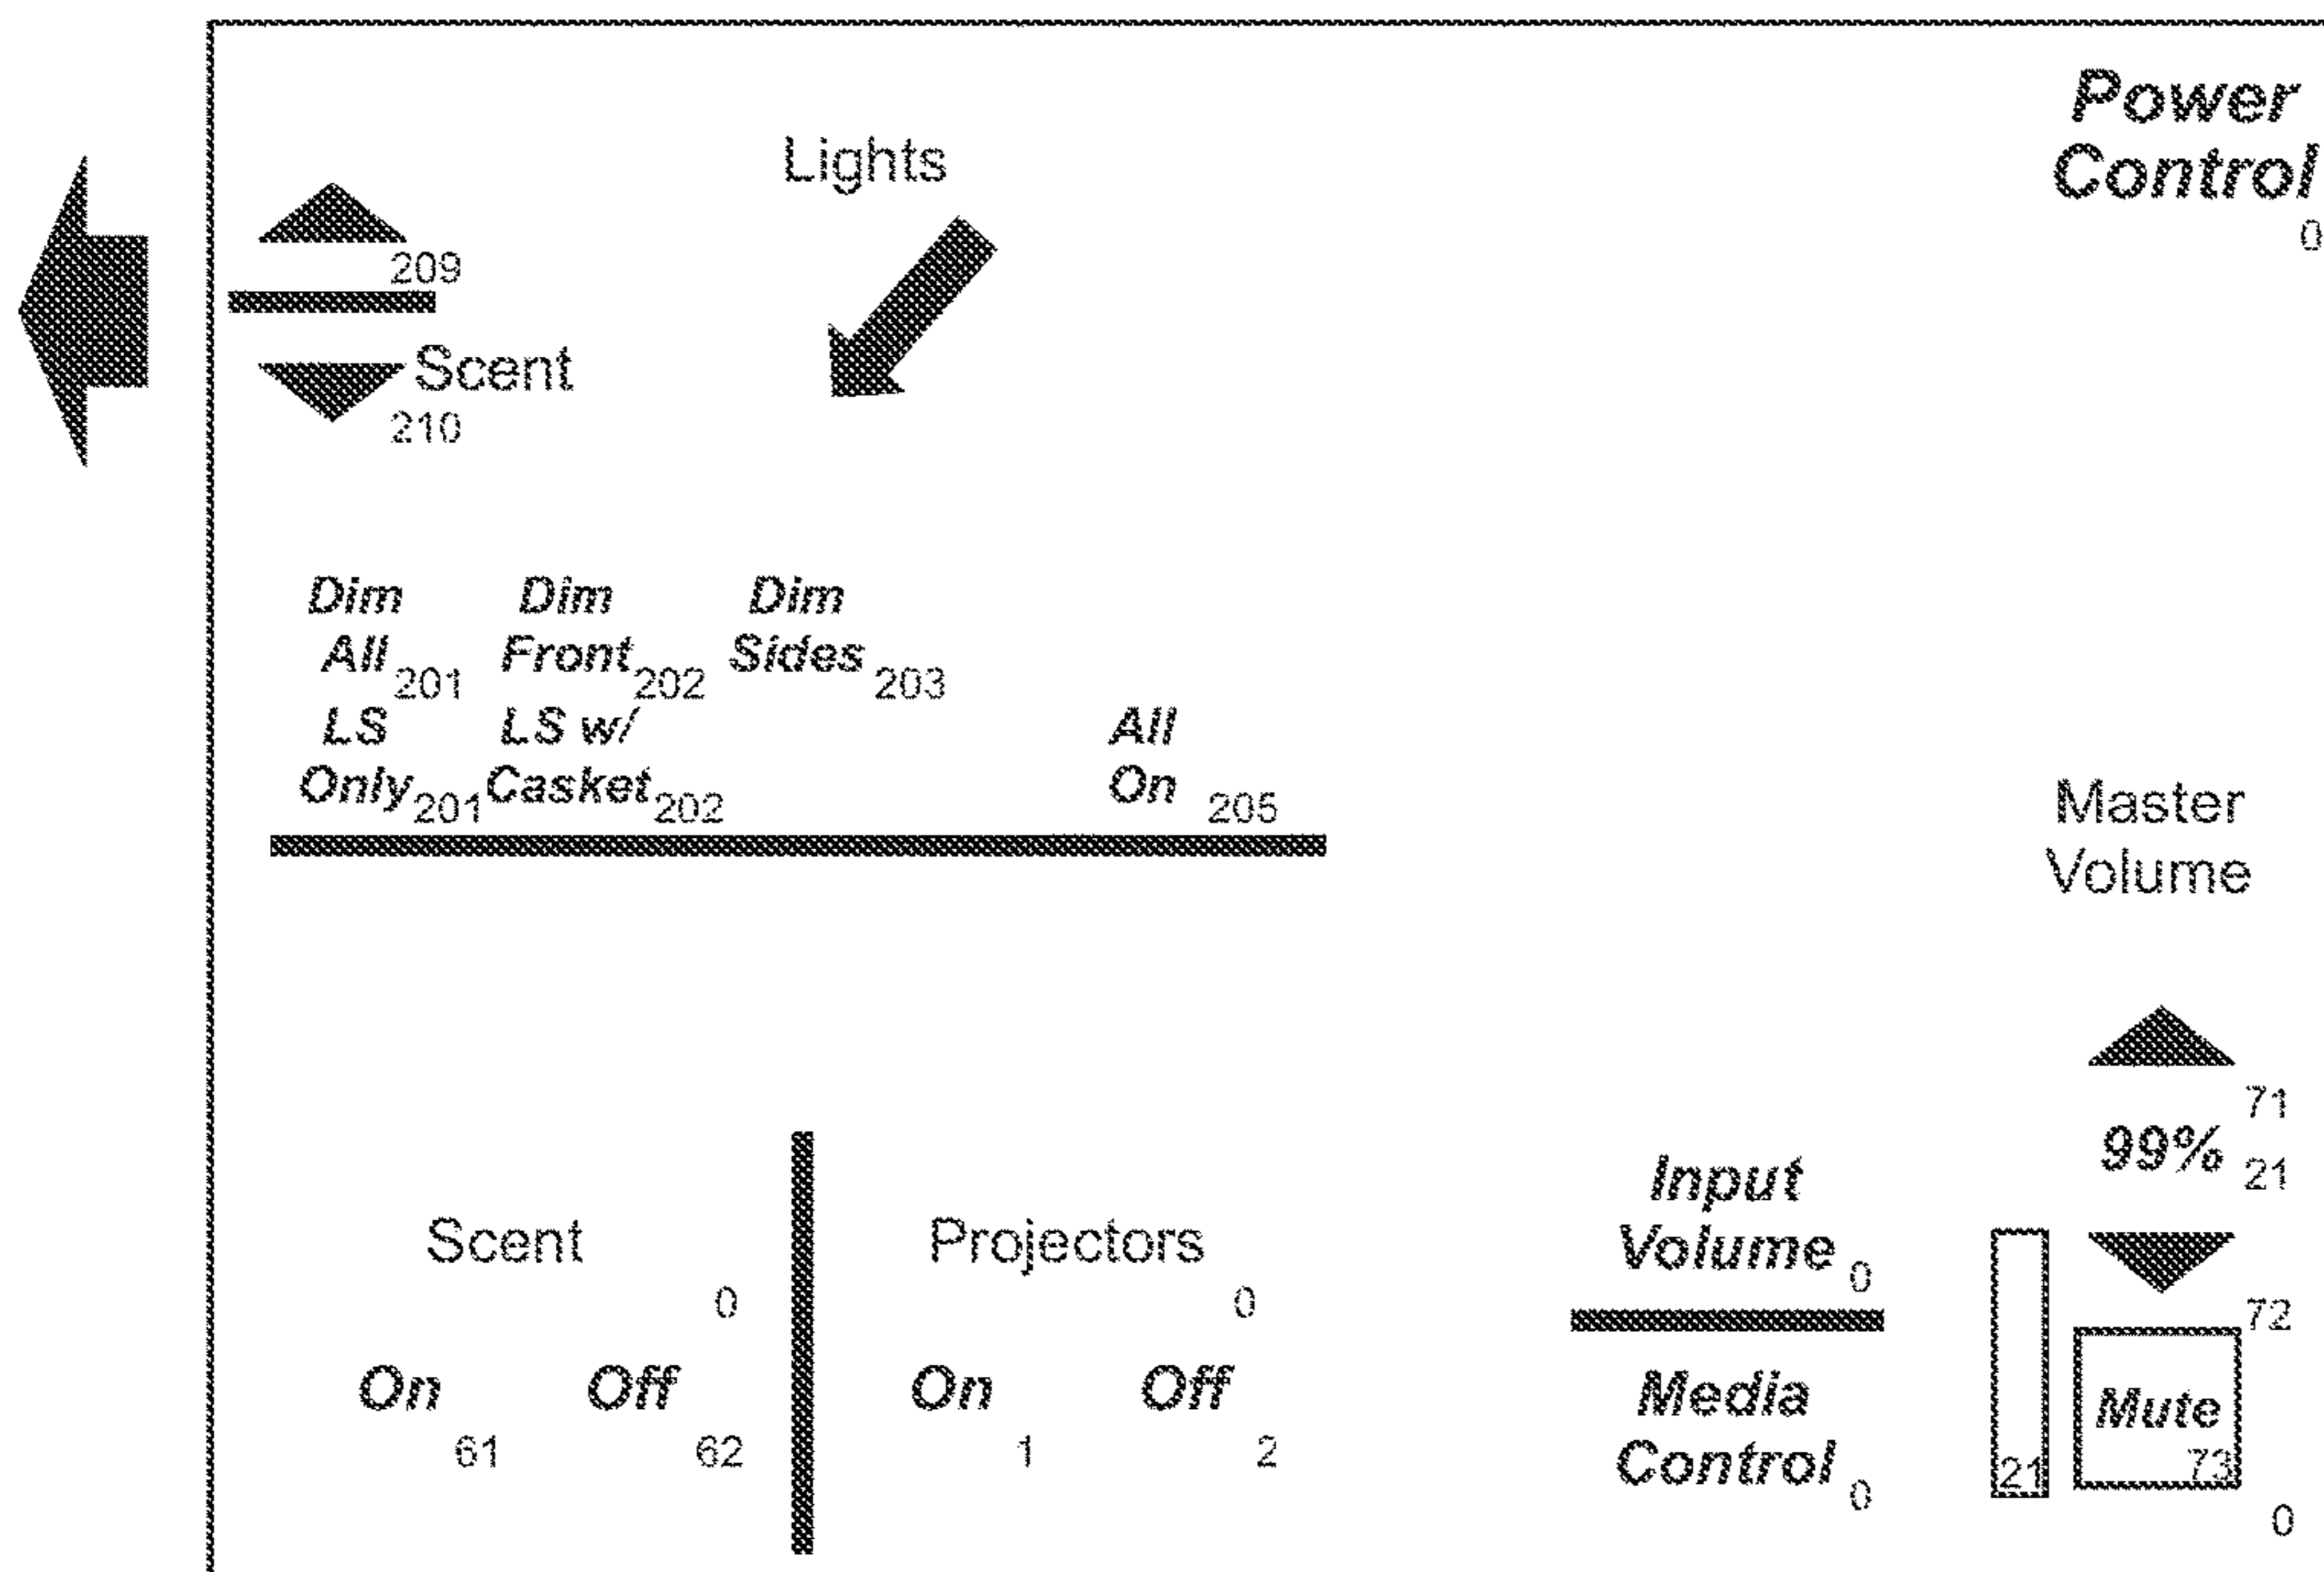 Power
Control
0
Lights
209
Scent
210
Dim Dim Dim
All 201 Front 202 Sides 203
LS LS w/ All
Only 201 Casket 202 On 205
Master
Volume
71
99% 21
72
Mute
73
21
0
Input
Volume 0
Media
Control 0
Scent
0
On Off
61 62
Projectors
0
On Off
1 2